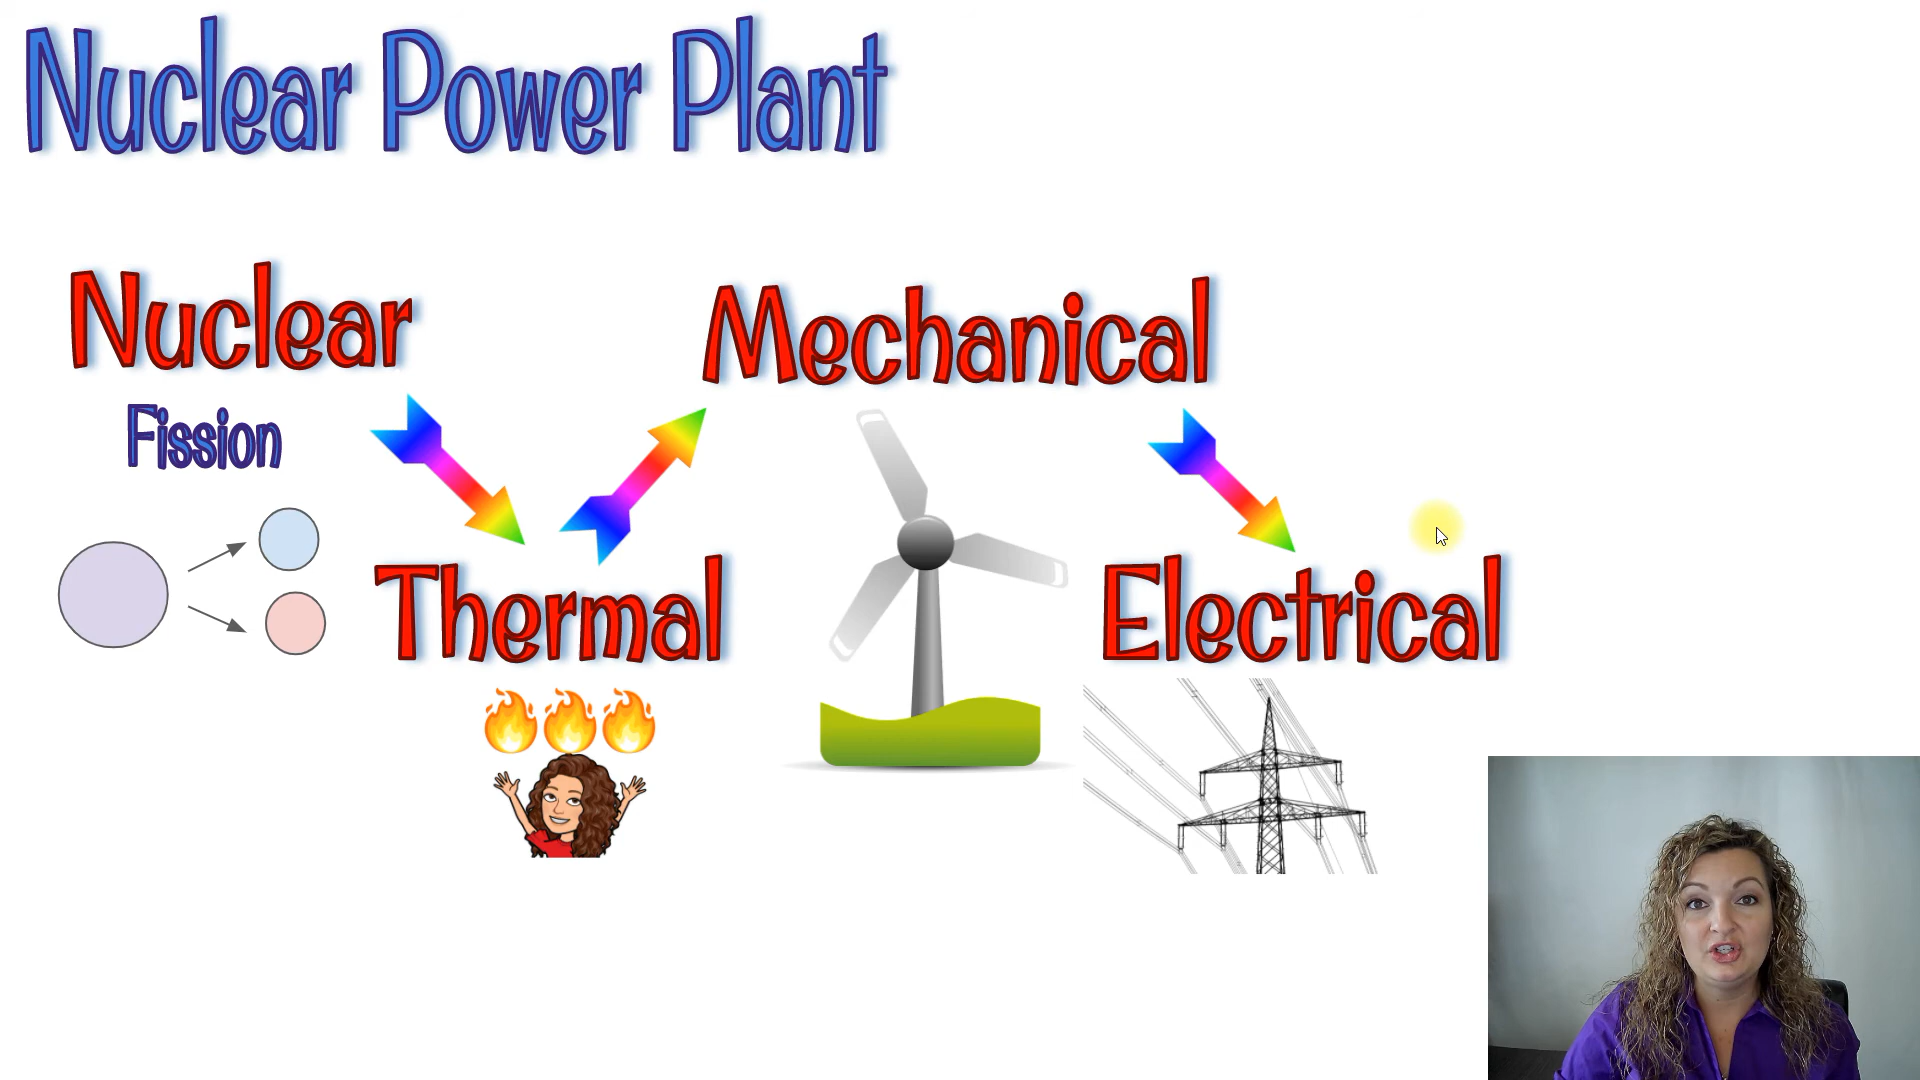 Nuclear Power Plant
Nuclear
Fission
Thermal
Mechanical
Electrical